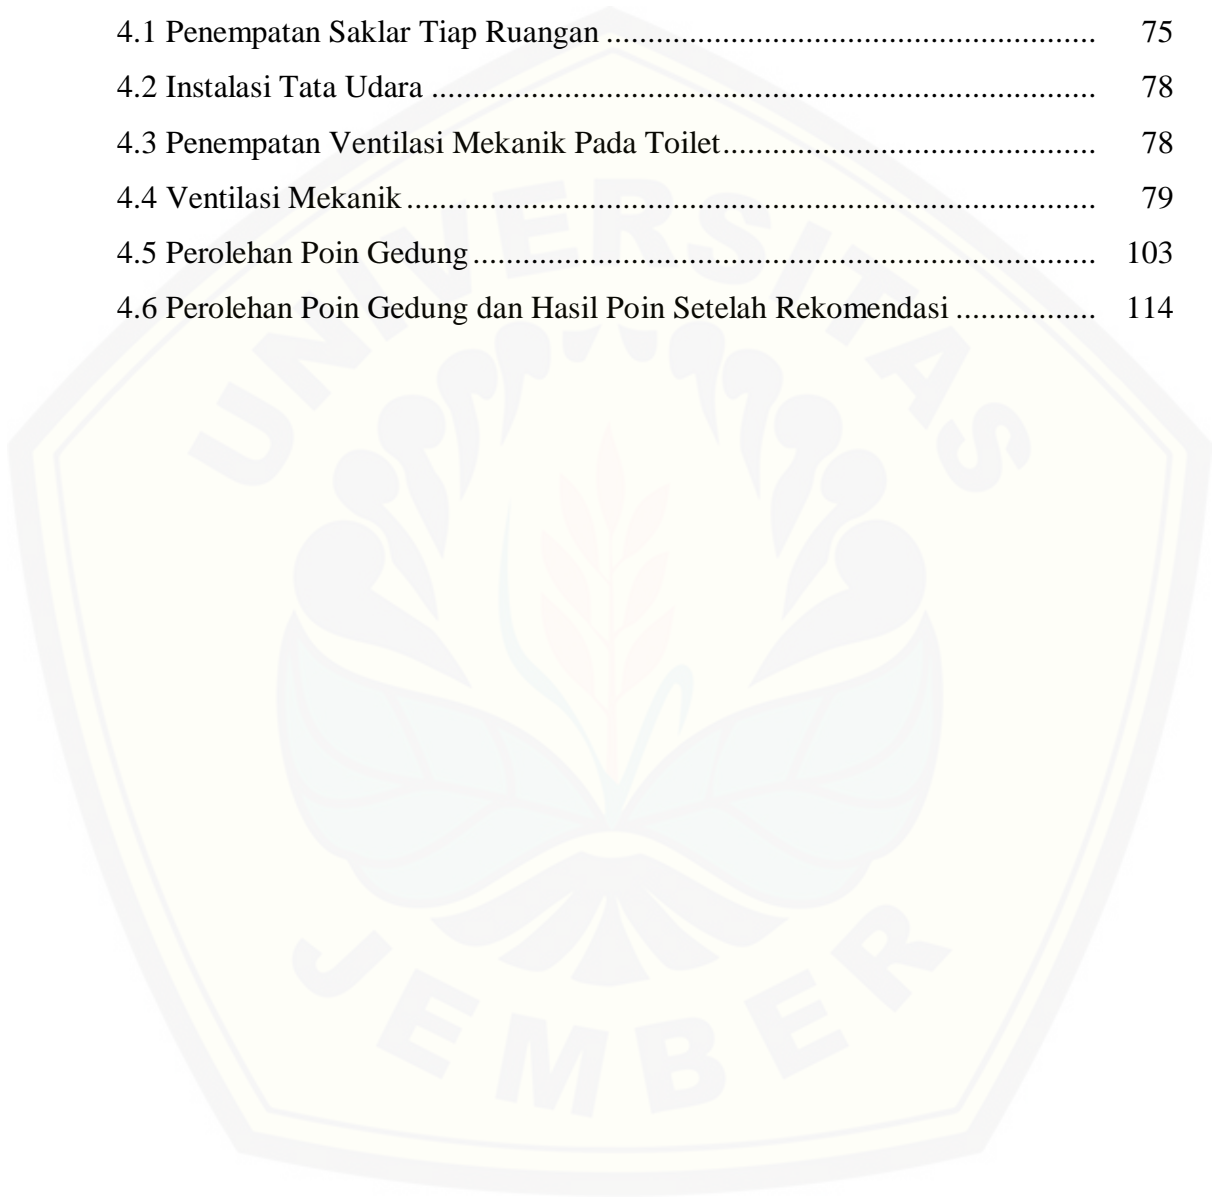 4.1 Penempatan Saklar Tiap Ruangan ............................................................. 75
4.2 Instalasi Tata Udara ................................................................................... 78
4.3 Penempatan Ventilasi Mekanik Pada Toilet............................................... 78
4.4 Ventilasi Mekanik ...................................................................................... 79
4.5 Perolehan Poin Gedung .............................................................................. 103
4.6 Perolehan Poin Gedung dan Hasil Poin Setelah Rekomendasi ................. 114
UNIVERSITAS
JEMBER